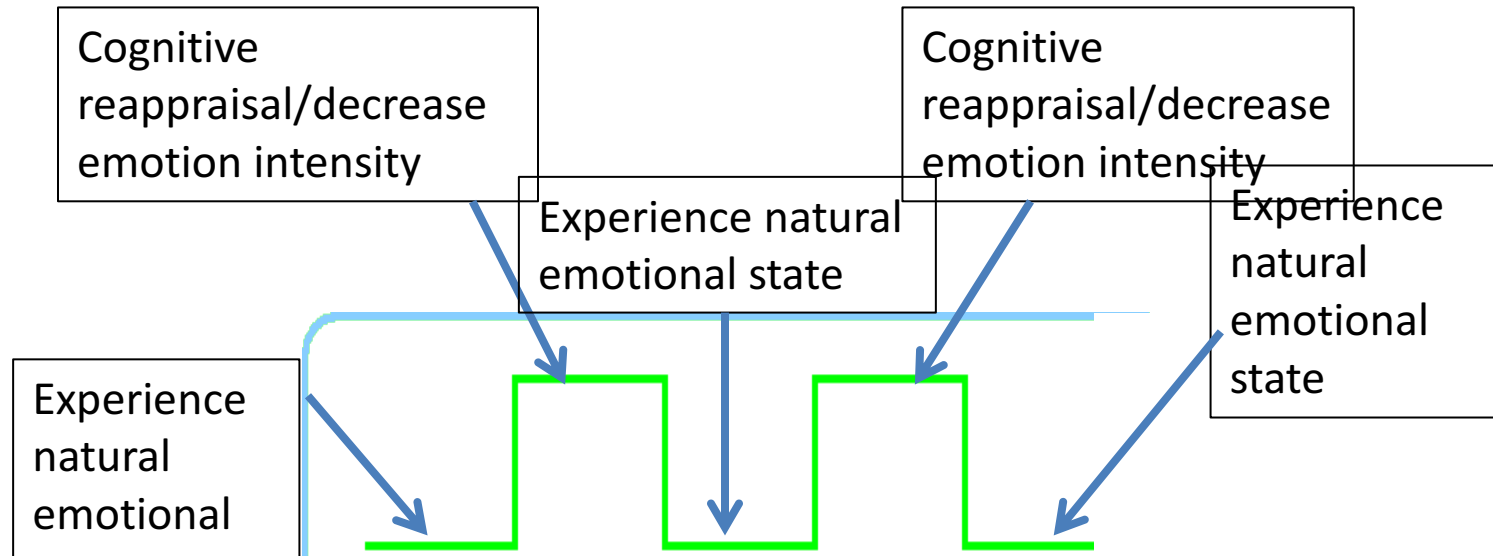 Cognitive
reappraisal/decrease
emotion intensity
Cognitive
reappraisal/decrease
emotion intensity
Experience natural
emotional state
Experience
natural
emotional
state
Experience
natural
emotional